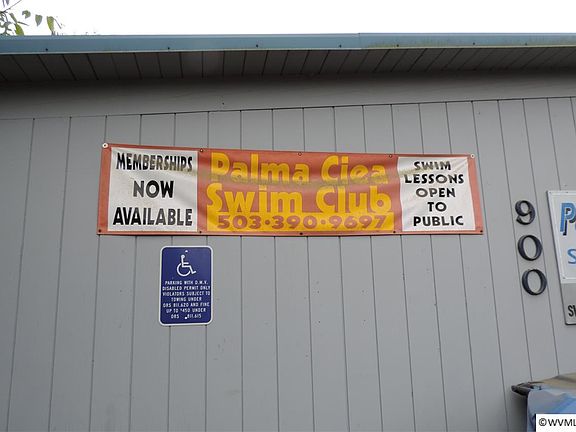 MEMBERSHIPS
NOW
AVAILABLE
Palma Ciea
Swim Club
503·390·9697
SWIM
LESSONS
OPEN
TO
PUBLIC
900
PARKING WITH D.M.V.
DISABLED PERMIT ONLY
VIOLATORS SUBJECT TO
TOWING UNDER
ORS 811.620 AND FINE
UP TO $450 UNDER
ORS 811.615
©WVML